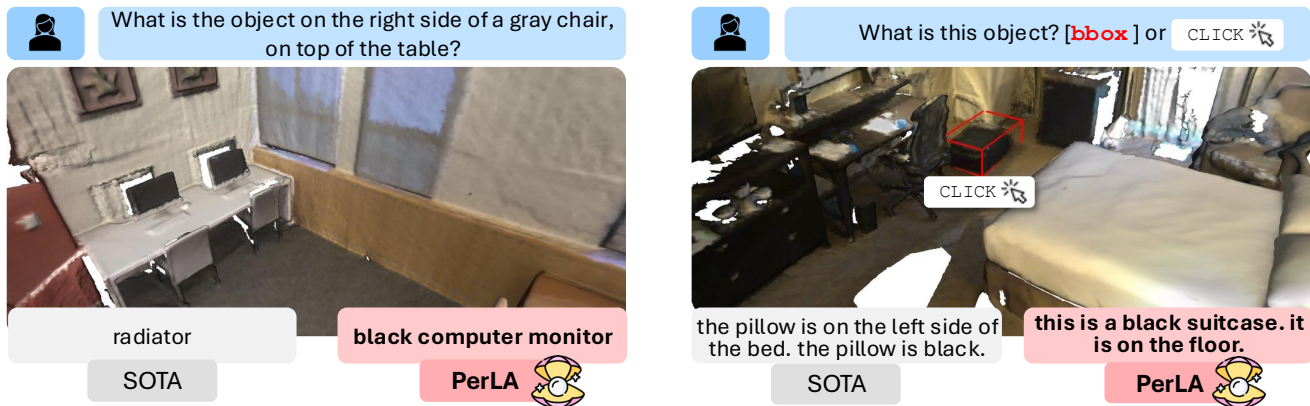 What is the object on the right side of a gray chair,
on top of the table?
radiator
black computer monitor
SOTA
PerLA
What is this object? [bbox] or CLICK
CLICK
the pillow is on the left side of
the bed. the pillow is black.
this is a black suitcase. it
is on the floor.
SOTA
PerLA